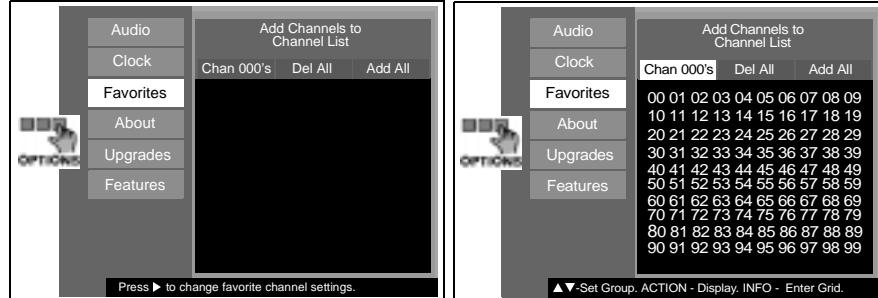 Audio
Clock
Favorites
About
Upgrades
Features
OPTIONS
Add Channels to
Channel List
Chan 000's Del All Add All
Press ▶ to change favorite channel settings.
Audio
Clock
Favorites
About
Upgrades
Features
OPTIONS
Add Channels to
Channel List
Chan 000's Del All Add All
00 01 02 03 04 05 06 07 08 09
10 11 12 13 14 15 16 17 18 19
20 21 22 23 24 25 26 27 28 29
30 31 32 33 34 35 36 37 38 39
40 41 42 43 44 45 46 47 48 49
50 51 52 53 54 55 56 57 58 59
60 61 62 63 64 65 66 67 68 69
70 71 72 73 74 75 76 77 78 79
80 81 82 83 84 85 86 87 88 89
90 91 92 93 94 95 96 97 98 99
▲▼-Set Group. ACTION - Display. INFO - Enter Grid.